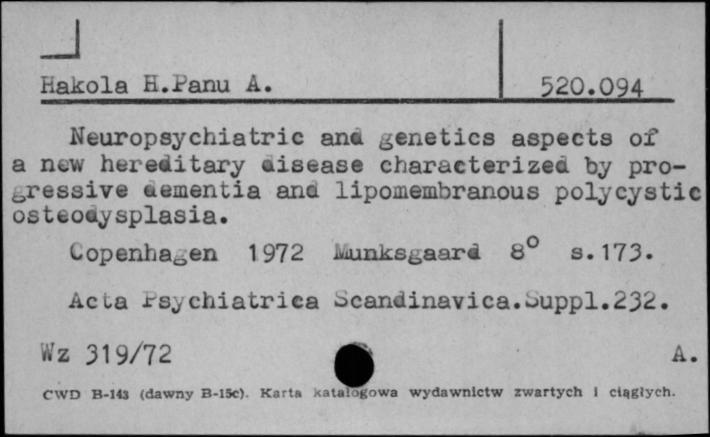 Hakola H.Panu A.
520.094
Neuropsychiatric and genetics aspects of
a new hereditary disease characterized by pro-
gressive dementia and lipomembranous polycystic
osteodysplasia.
Copenhagen 1972 Munksgaard 8° s.173.
Acta Psychiatrica Scandinavica.Suppl.232.
Wz 319/72 A.
CWD B-143 (dawny B-15c). Karta katalogowa wydawnictw zwartych i ciągłych.